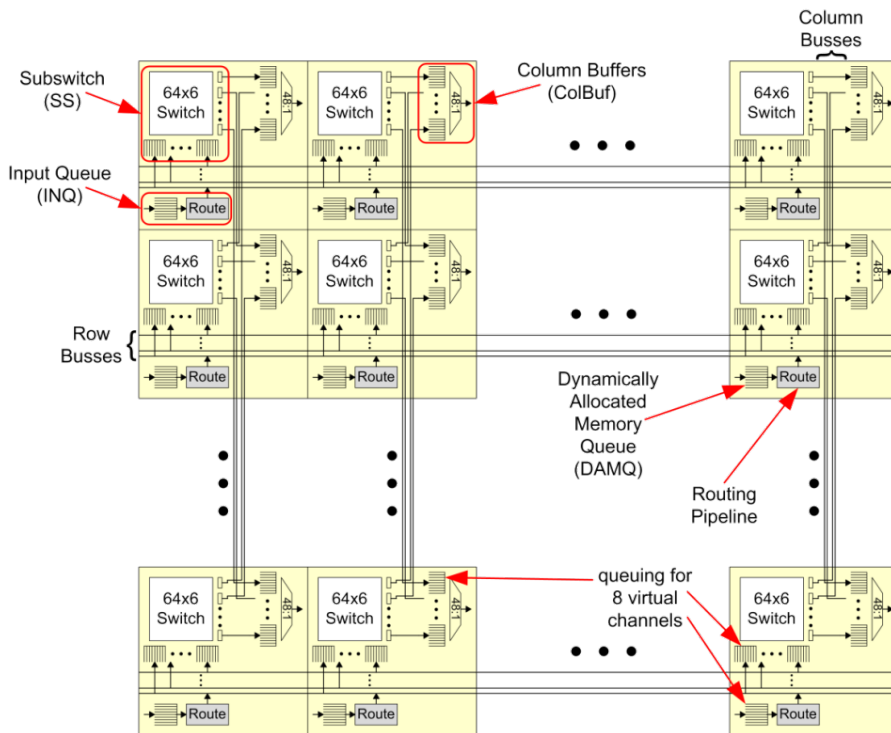 Column
Busses
Subswitch
(SS)
64x6
Switch
48:1
64x6
Switch
48:1
Column Buffers
(ColBuf)
64x6
Switch
48:1
Input Queue
(INQ)
Route
Route
Route
64x6
Switch
48:1
64x6
Switch
48:1
64x6
Switch
48:1
Row
Busses
Route
Route
Route
Dynamically
Allocated
Memory
Queue
(DAMQ)
Routing
Pipeline
64x6
Switch
48:1
64x6
Switch
48:1
queuing for
8 virtual
channels
64x6
Switch
48:1
Route
Route
Route